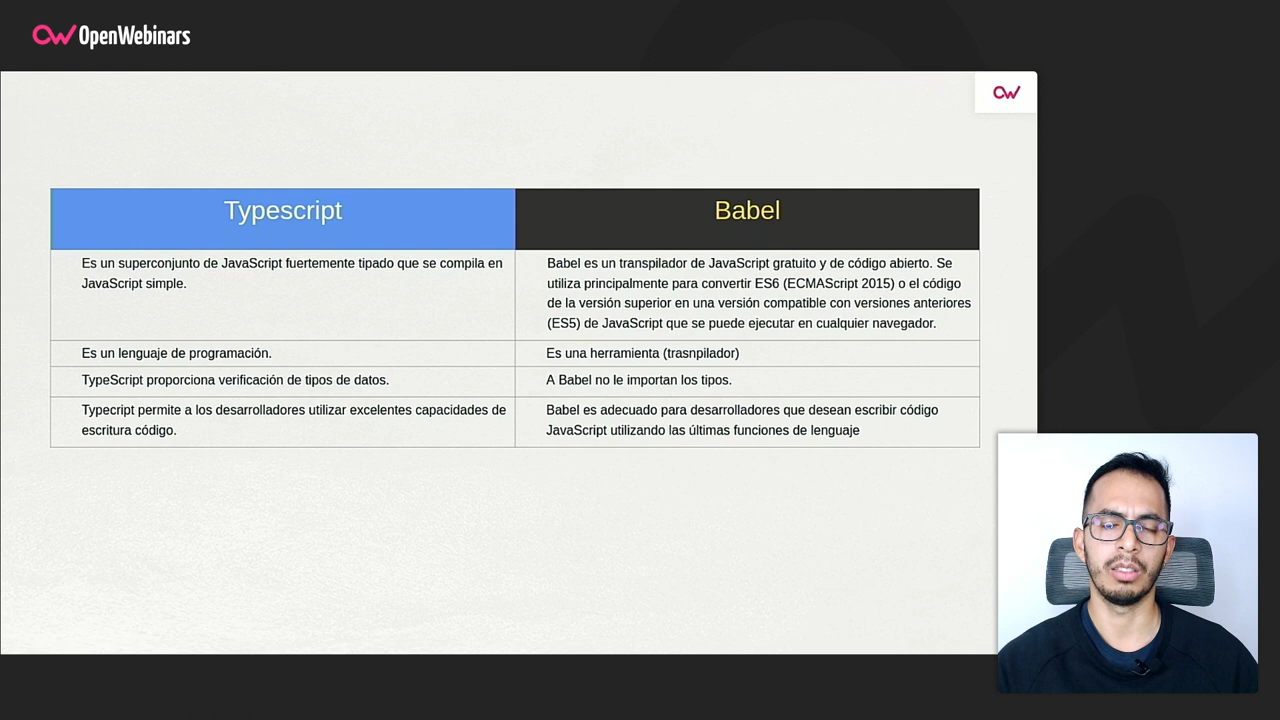 OpenWebinars
Typescript
Babel
Es un superconjunto de JavaScript fuertemente tipado que se compila en
JavaScript simple.
Babel es un transpilador de JavaScript gratuito y de código abierto. Se
utiliza principalmente para convertir ES6 (ECMAScript 2015) o el código
de la versión superior en una versión compatible con versiones anteriores
(ES5) de JavaScript que se puede ejecutar en cualquier navegador.
Es un lenguaje de programación.
Es una herramienta (trasnpilador)
TypeScript proporciona verificación de tipos de datos.
A Babel no le importan los tipos.
Typecript permite a los desarrolladores utilizar excelentes capacidades de
escritura código.
Babel es adecuado para desarrolladores que desean escribir código
JavaScript utilizando las últimas funciones de lenguaje